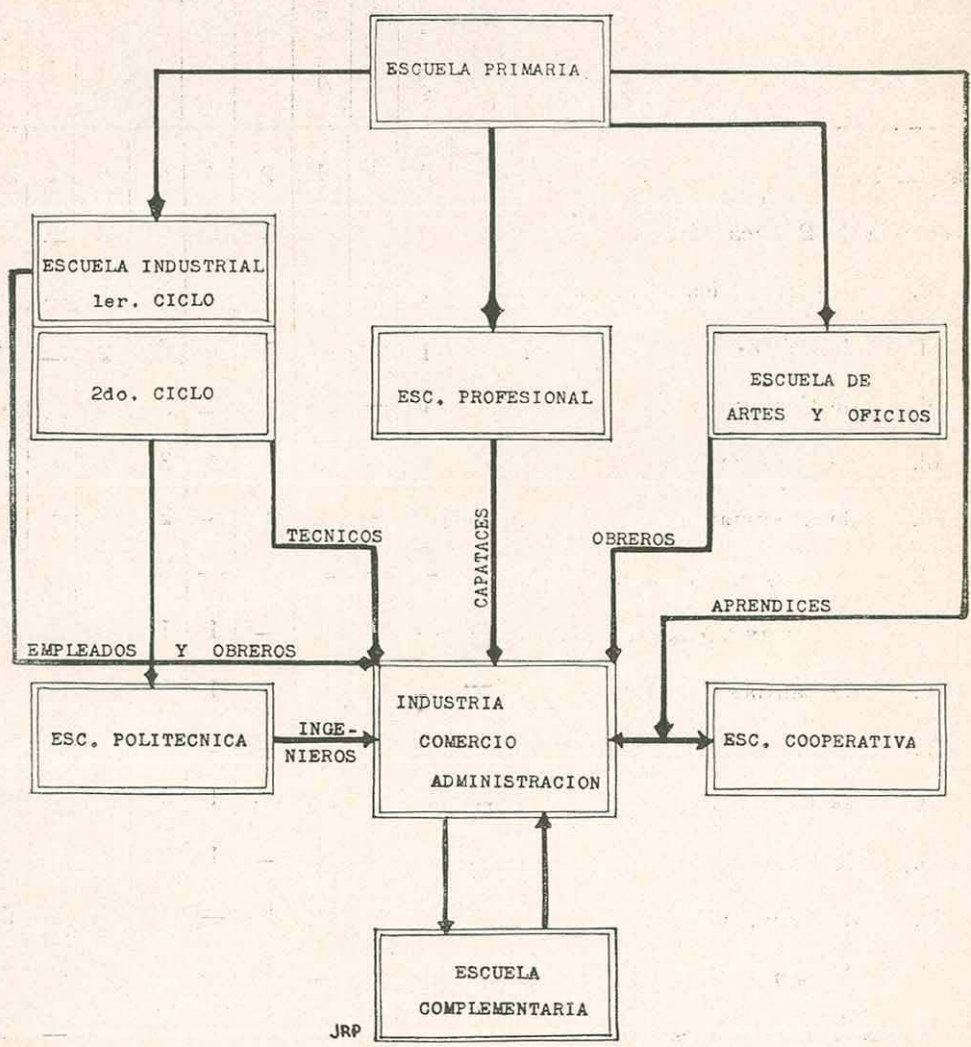 ESCUELA PRIMARIA
ESCUELA INDUSTRIAL
1er. CICLO
2do. CICLO
ESC. PROFESIONAL
ESCUELA DE
ARTES Y OFICIOS
TECNICOS
CAPATACES
OBREROS
APRENDICES
EMPLEADOS Y OBREROS
ESC. POLITECNICA
INGE-
NIEROS
INDUSTRIA
COMERCIO
ADMINISTRACION
ESC. COOPERATIVA
ESCUELA
COMPLEMENTARIA
JRP